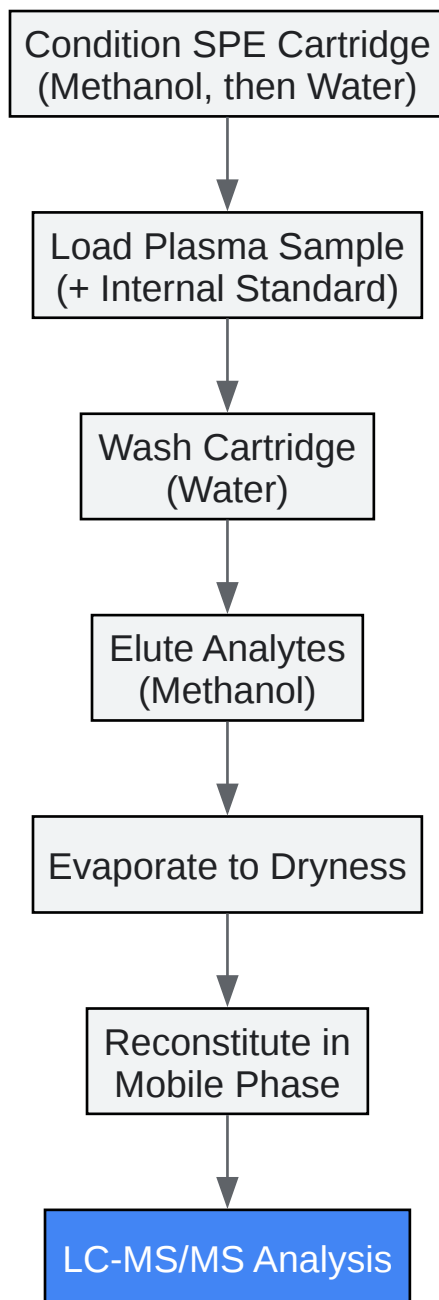 Condition SPE Cartridge
(Methanol, then Water)
Load Plasma Sample
(+ Internal Standard)
Wash Cartridge
(Water)
Elute Analytes
(Methanol)
Evaporate to Dryness
Reconstitute in
Mobile Phase
LC-MS/MS Analysis